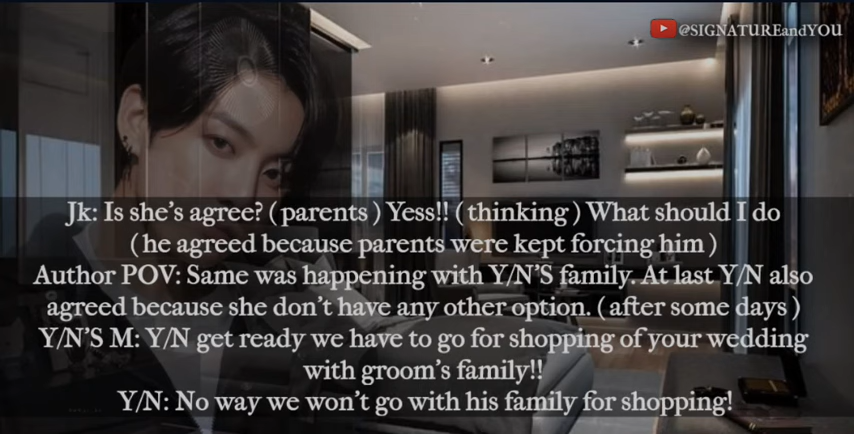 @SIGNATUREandYOU
Jk: Is she's agree? ( parents ) Yess!! ( thinking ) What should I do
( he agreed because parents were kept forcing him )
Author POV: Same was happening with Y/N'S family. At last Y/N also
agreed because she don't have any other option. ( after some days )
Y/N'S M: Y/N get ready we have to go for shopping of your wedding
with groom's family!!
Y/N: No way we won't go with his family for shopping!